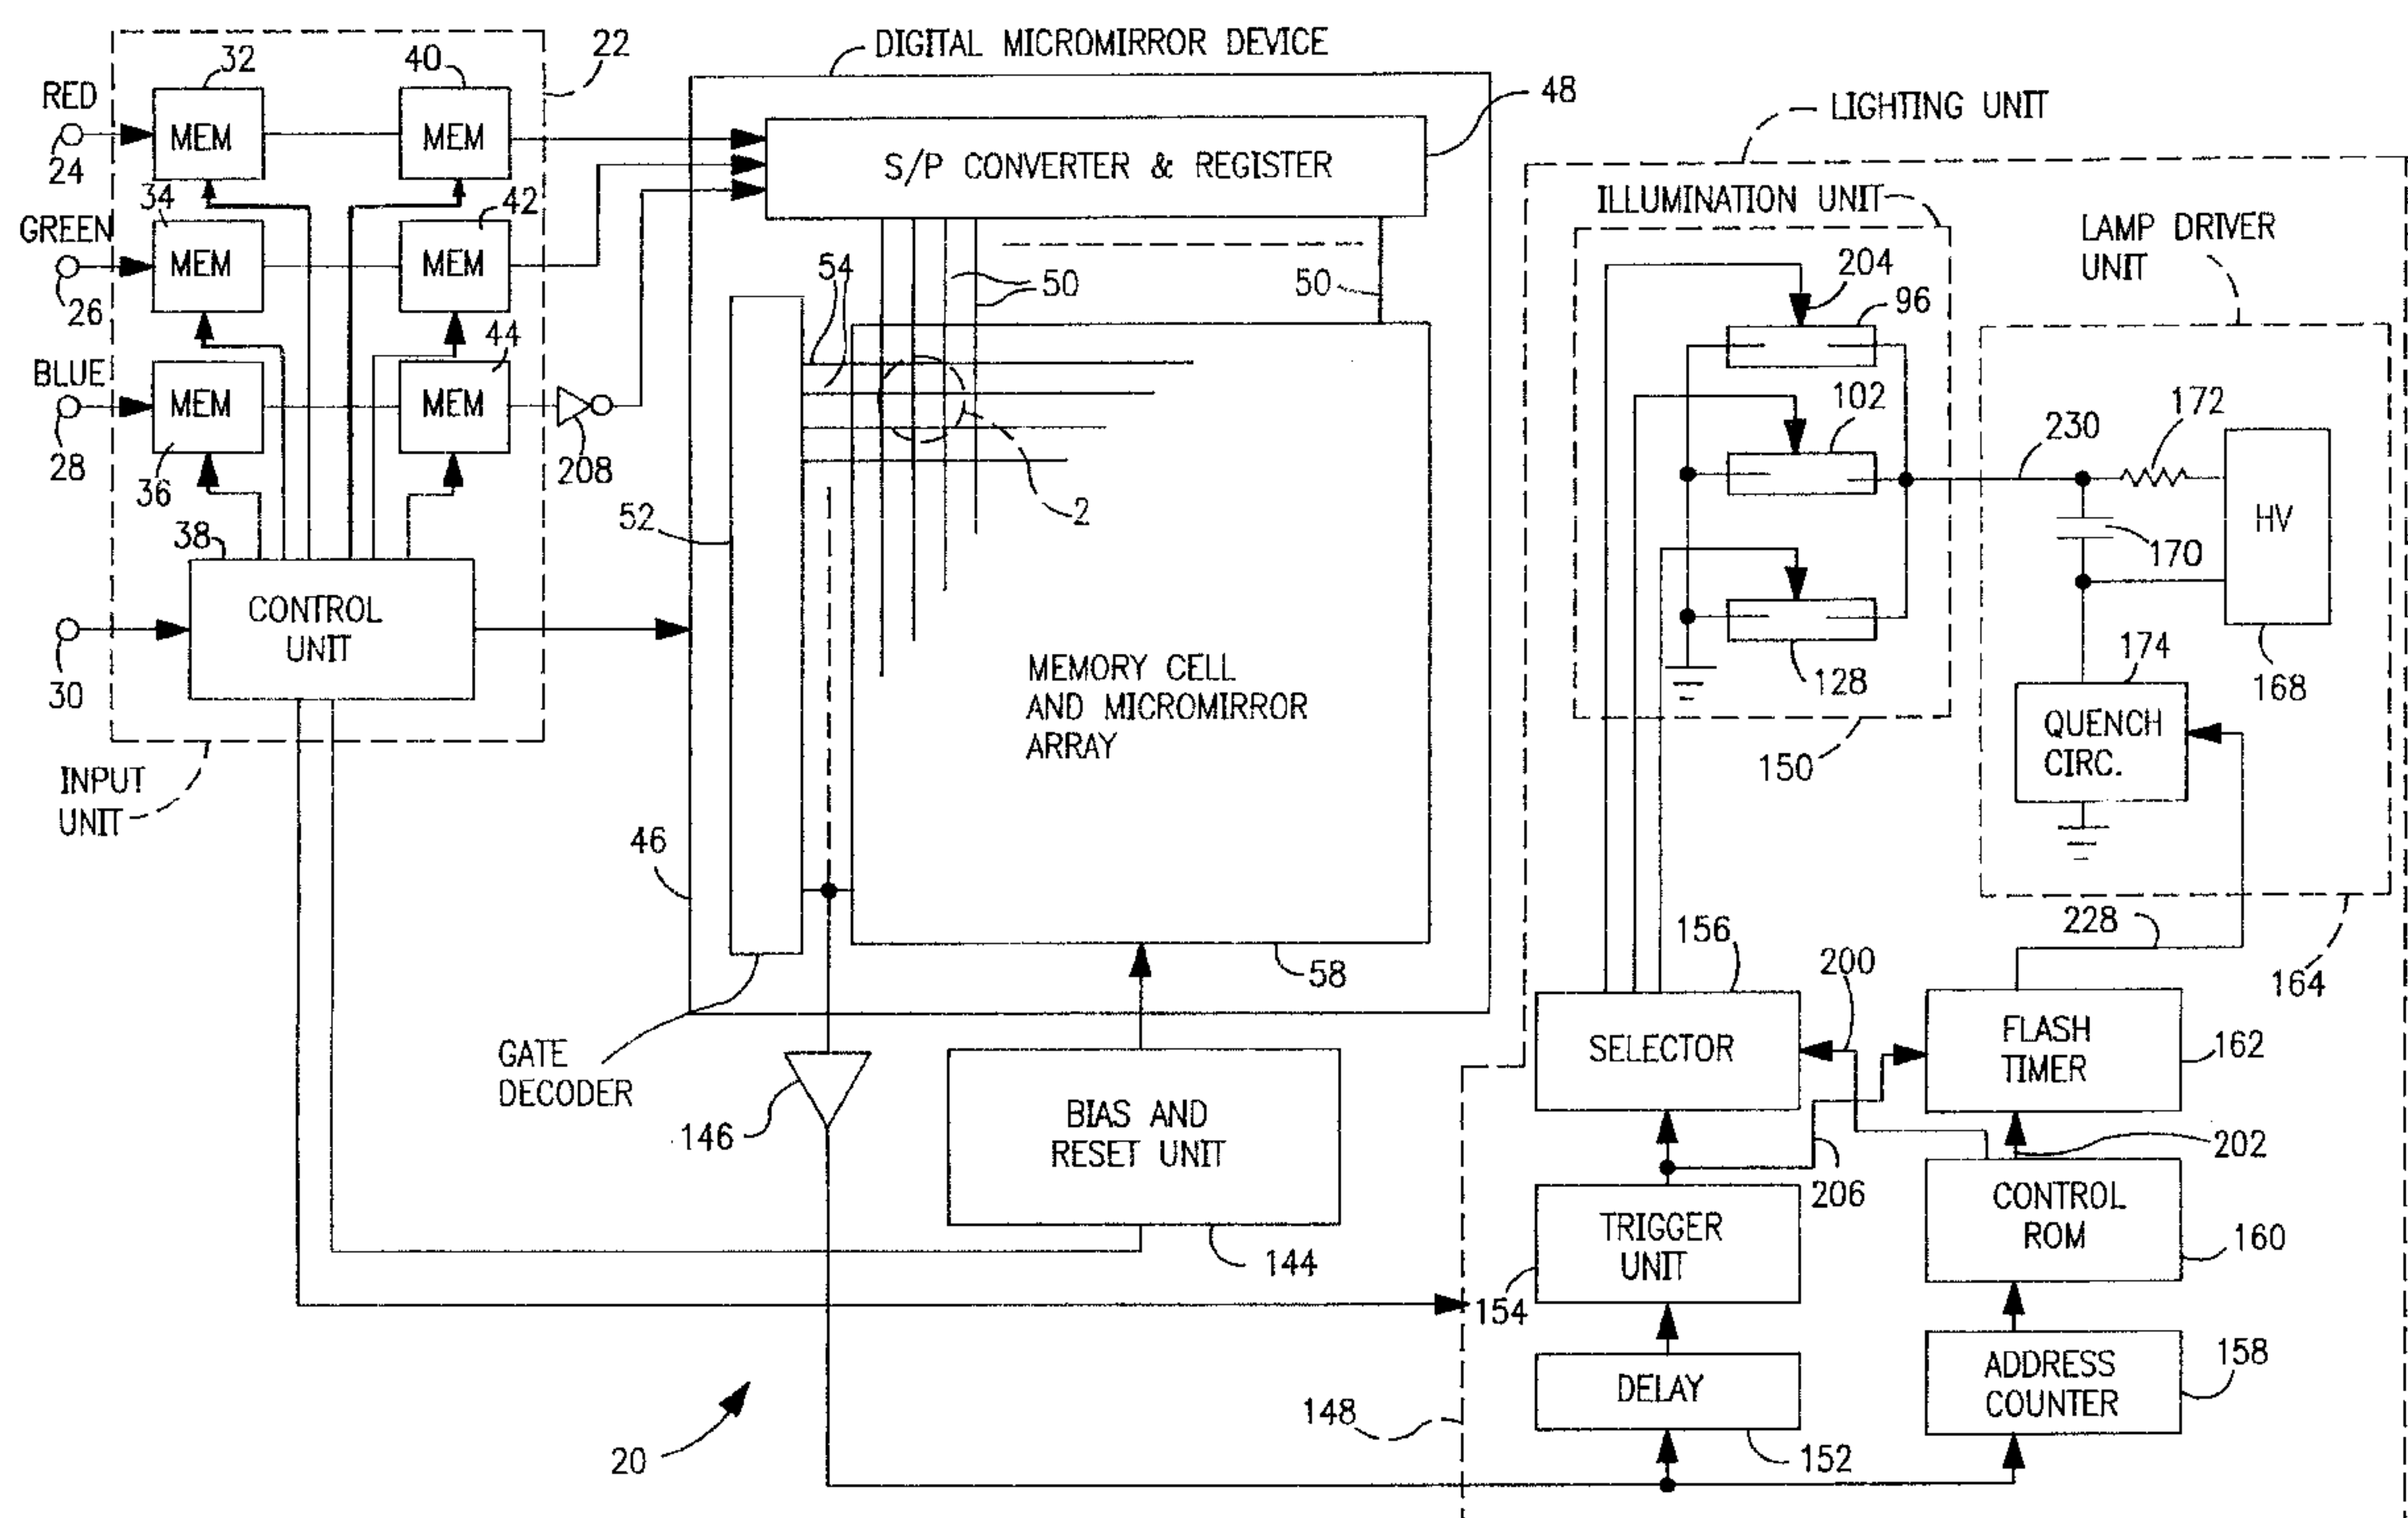 DIGITAL MICROMIRROR DEVICE
22
32
40
RED
MEM
MEM
24
48
S/P CONVERTER & REGISTER
LIGHTING UNIT
34
42
GREEN
MEM
MEM
26
ILLUMINATION UNIT
LAMP DRIVER
UNIT
54
50
50
204
96
44
BLUE
MEM
MEM
28
36
208
102
172
230
HV
2
170
52
38
CONTROL
UNIT
30
128
174
168
MEMORY CELL
AND MICROMIRROR
ARRAY
QUENCH
CIRC.
150
INPUT
UNIT
46
58
156
200
228
164
GATE
DECODER
SELECTOR
FLASH
TIMER
162
146
BIAS AND
RESET UNIT
202
206
144
TRIGGER
UNIT
154
CONTROL
ROM
160
DELAY
152
ADDRESS
COUNTER
158
148
20